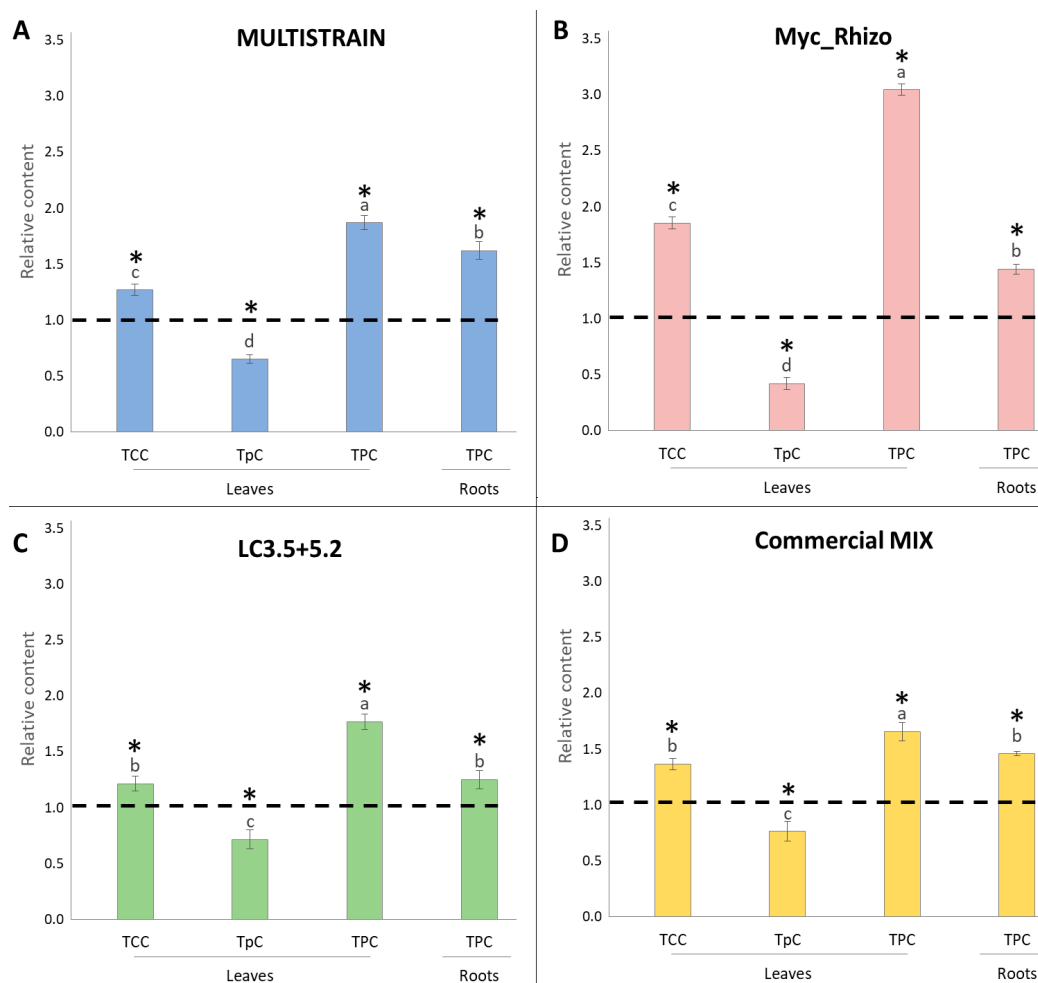 A
MULTISTRAIN
Relative content
3.5
3.0
2.5
2.0
1.5
1.0
0.5
0.0
*
c
*
d
*
a
*
b
TCC TpC TPC TPC
Leaves Roots
B
Myc_Rhizo
Relative content
3.5
3.0
2.5
2.0
1.5
1.0
0.5
0.0
*
c
*
d
*
a
*
b
TCC TpC TPC TPC
Leaves Roots
C
LC3.5+5.2
Relative content
3.5
3.0
2.5
2.0
1.5
1.0
0.5
0.0
*
b
*
c
*
a
*
b
TCC TpC TPC TPC
Leaves Roots
D
Commercial MIX
Relative content
3.5
3.0
2.5
2.0
1.5
1.0
0.5
0.0
*
b
*
c
*
a
*
b
TCC TpC TPC TPC
Leaves Roots